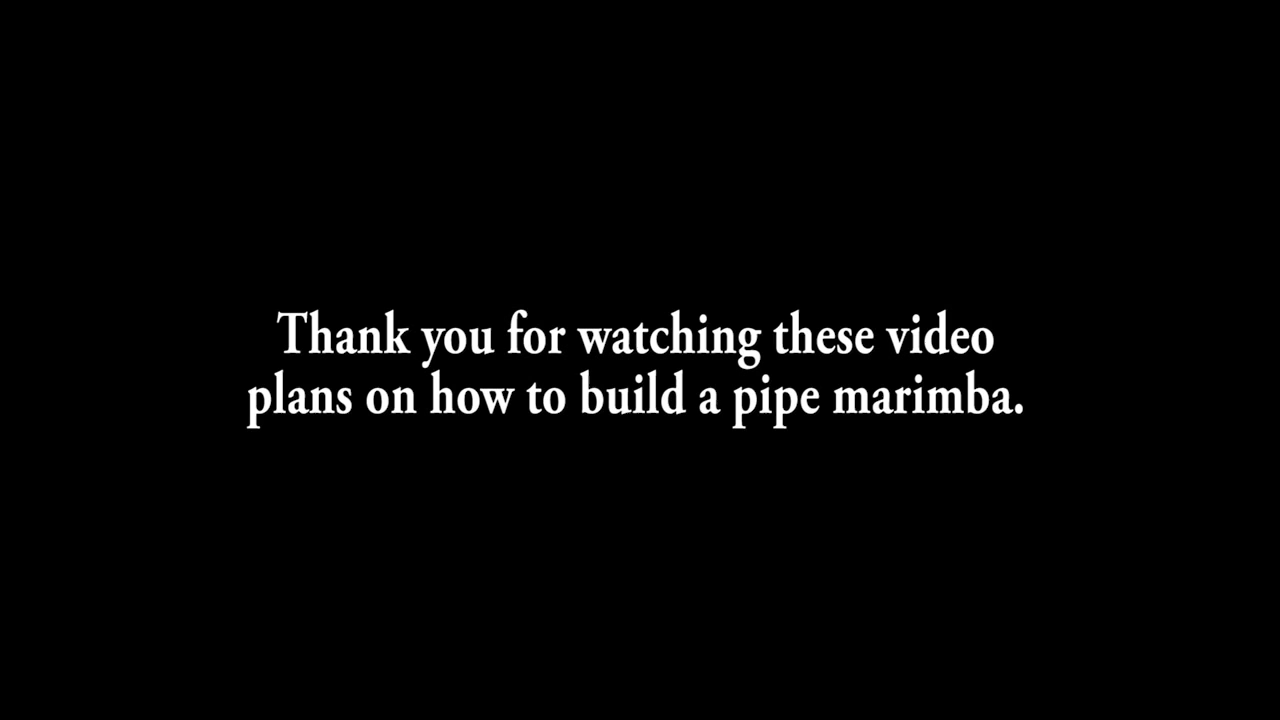 Thank you for watching these video
plans on how to build a pipe marimba.